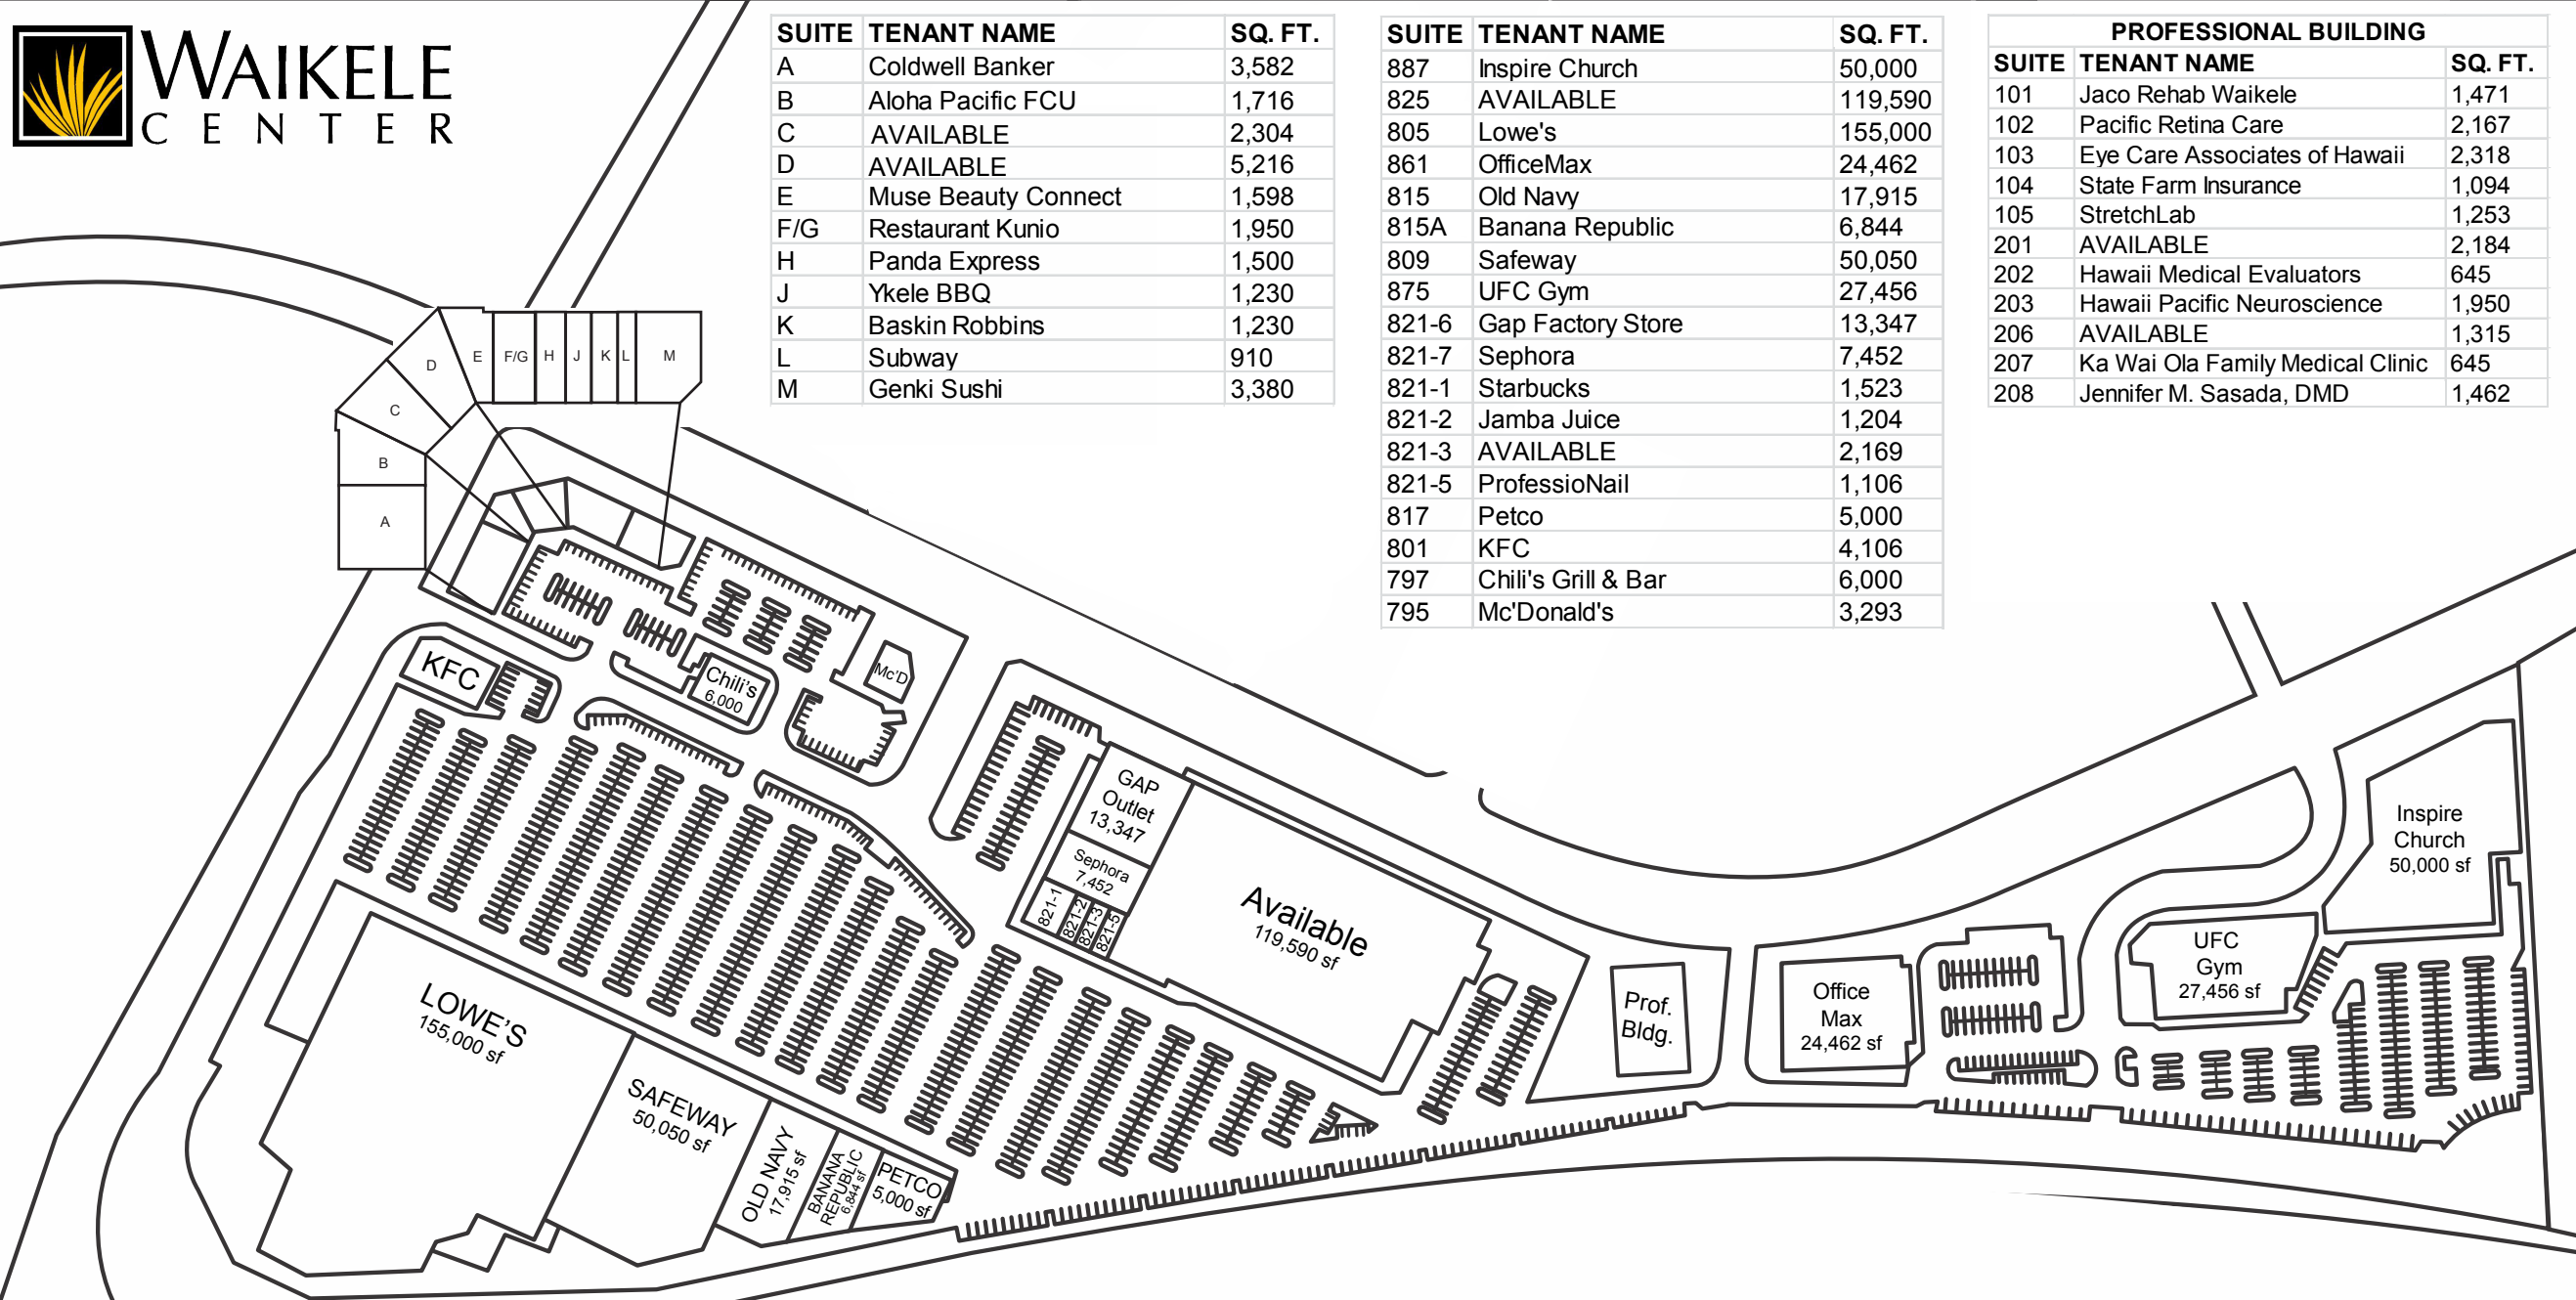 WAIKELE
CENTER
SUITE TENANT NAME SQ. FT.
A Coldwell Banker 3,582
B Aloha Pacific FCU 1,716
C AVAILABLE 2,304
D AVAILABLE 5,216
E Muse Beauty Connect 1,598
F/G Restaurant Kunio 1,950
H Panda Express 1,500
J Ykele BBQ 1,230
K Baskin Robbins 1,230
L Subway 910
M Genki Sushi 3,380
SUITE TENANT NAME SQ. FT.
887 Inspire Church 50,000
825 AVAILABLE 119,590
805 Lowe's 155,000
861 OfficeMax 24,462
815 Old Navy 17,915
815A Banana Republic 6,844
809 Safeway 50,050
875 UFC Gym 27,456
821-6 Gap Factory Store 13,347
821-7 Sephora 7,452
821-1 Starbucks 1,523
821-2 Jamba Juice 1,204
821-3 AVAILABLE 2,169
821-5 ProfessioNail 1,106
817 Petco 5,000
801 KFC 4,106
797 Chili's Grill & Bar 6,000
795 Mc'Donald's 3,293
PROFESSIONAL BUILDING
SUITE TENANT NAME SQ. FT.
101 Jaco Rehab Waikele 1,471
102 Pacific Retina Care 2,167
103 Eye Care Associates of Hawaii 2,318
104 State Farm Insurance 1,094
105 StretchLab 1,253
201 AVAILABLE 2,184
202 Hawaii Medical Evaluators 645
203 Hawaii Pacific Neuroscience 1,950
206 AVAILABLE 1,315
207 Ka Wai Ola Family Medical Clinic 645
208 Jennifer M. Sasada, DMD 1,462
A
B
C
D
E
F/G
H
J
K
L
M
KFC
Chili's
6,000
Mc'D
GAP
Outlet
13,347
Sephora
7,452
821-1
821-2
821-3
821-5
Available
119,590 sf
LOWE'S
155,000 sf
SAFEWAY
50,050 sf
OLD NAVY
17,915 sf
BANANA
REPUBLIC
6,844 sf
PETCO
5,000 sf
Prof.
Bldg.
Office
Max
24,462 sf
UFC
Gym
27,456 sf
Inspire
Church
50,000 sf